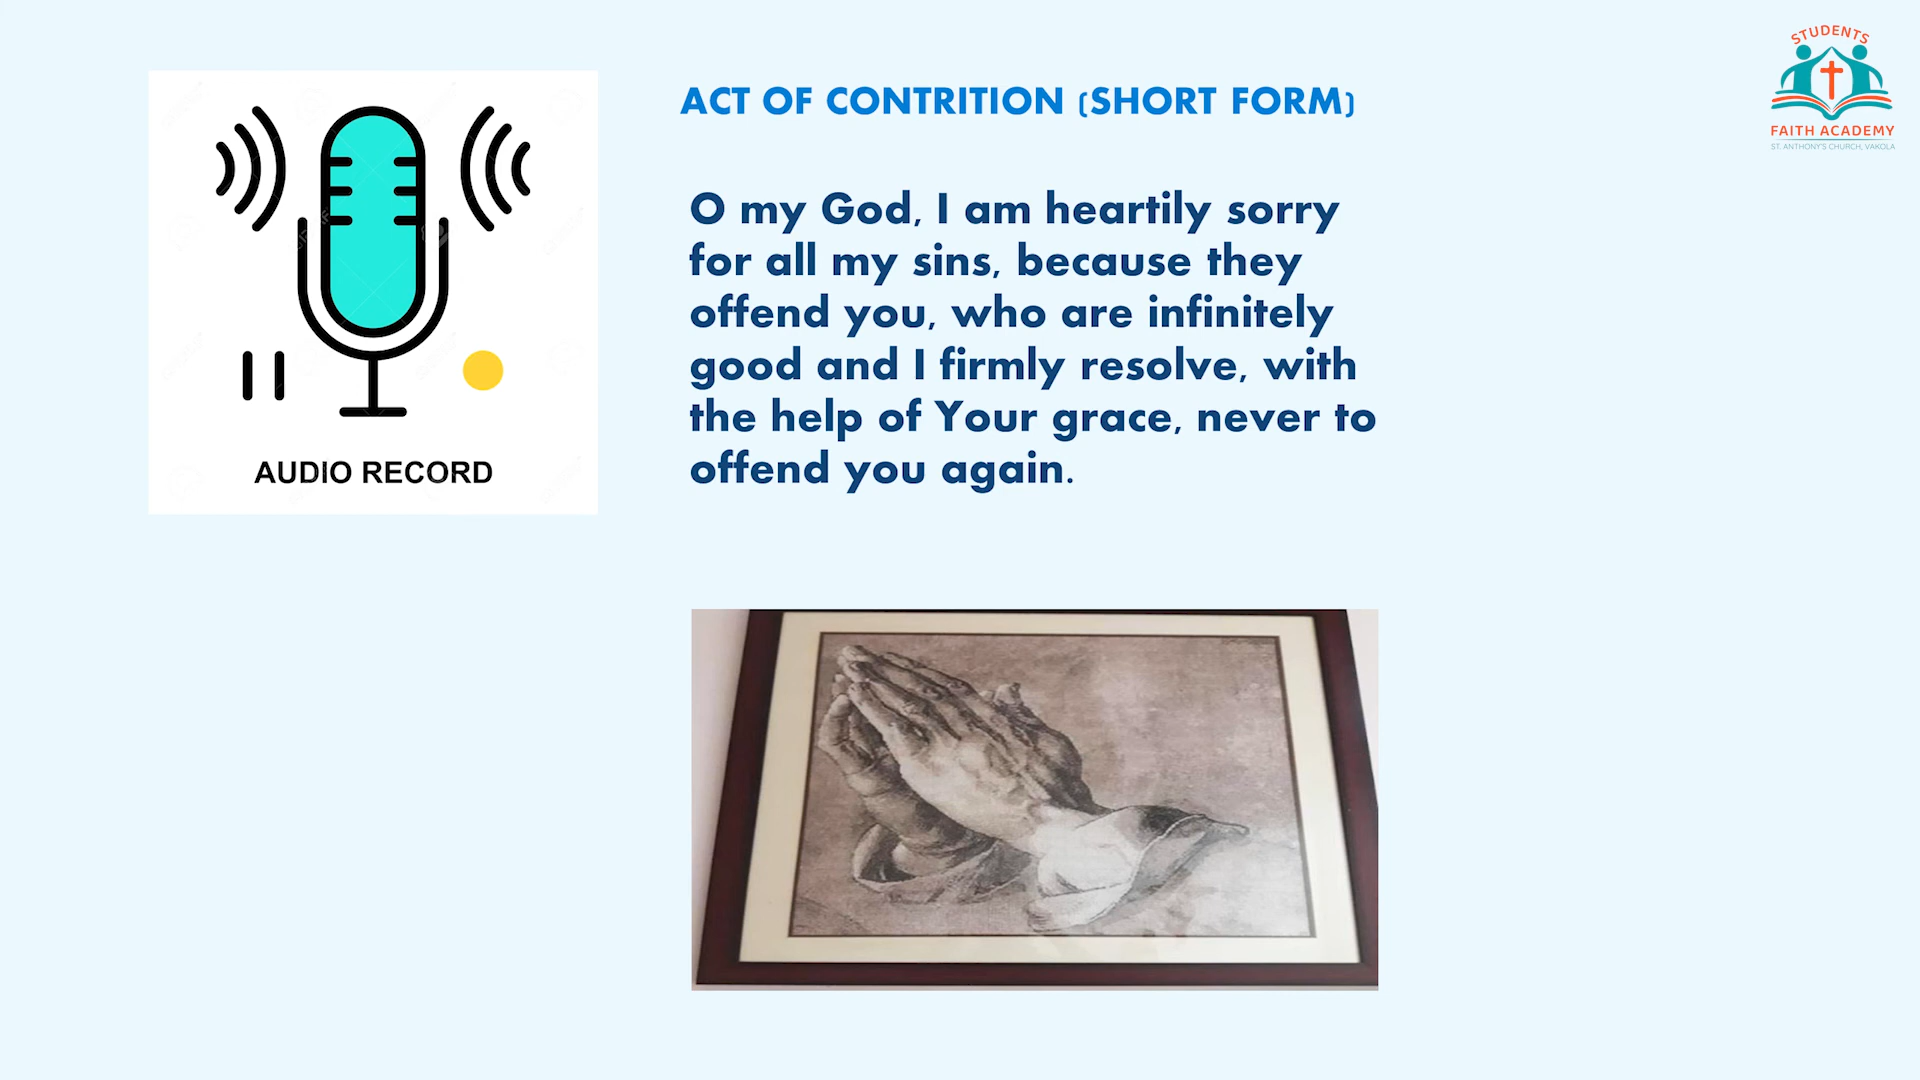 STUDENTS
FAITH ACADEMY
ST. ANTHONY'S CHURCH, VAKOLA
ACT OF CONTRITION (SHORT FORM)
O my God, I am heartily sorry
for all my sins, because they
offend you, who are infinitely
good and I firmly resolve, with
the help of Your grace, never to
offend you again.
AUDIO RECORD